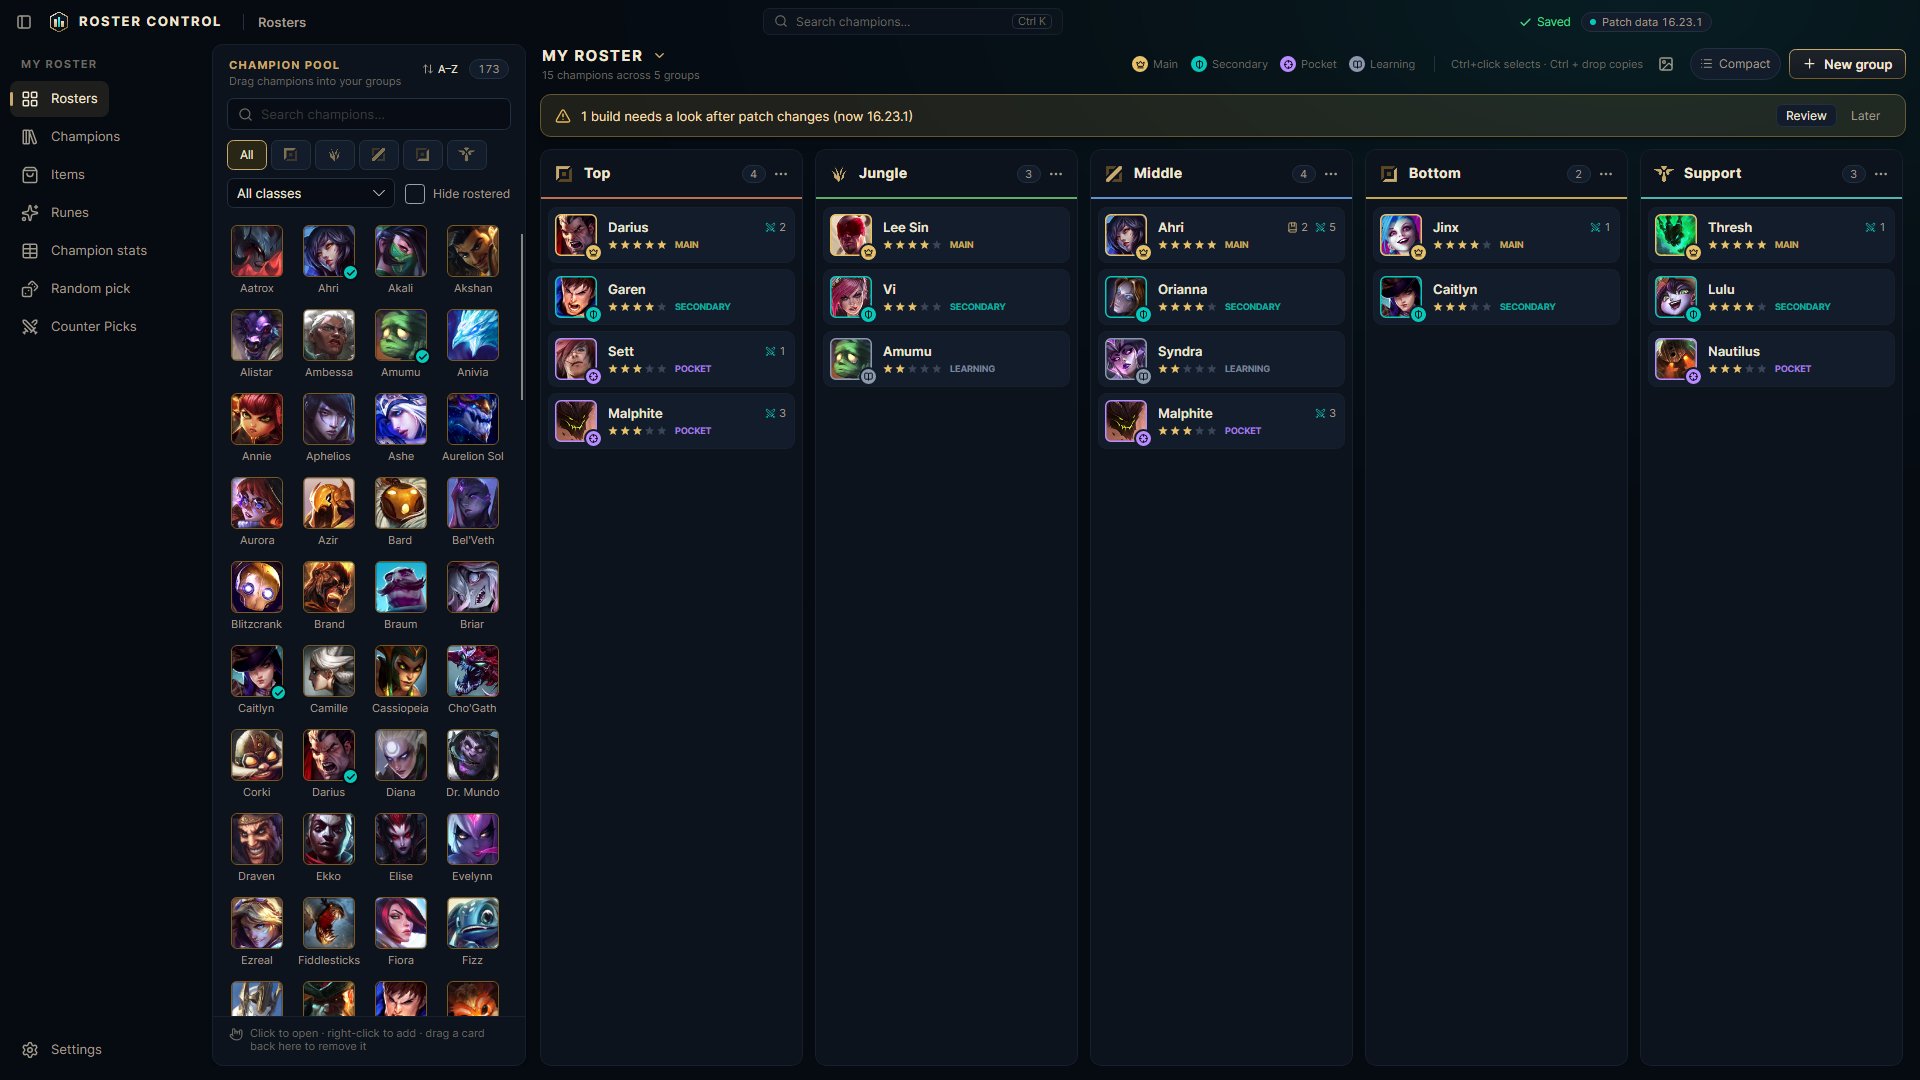 ROSTER CONTROL
Rosters
Search champions...
Ctrl K
Saved
Patch data 16.23.1
MY ROSTER
Rosters
Champions
Items
Runes
Champion stats
Random pick
Counter Picks
Settings
CHAMPION POOL
Drag champions into your groups
A–Z
173
Search champions...
All
All classes
Hide rostered
Aatrox
Ahri
Akali
Akshan
Alistar
Ambessa
Amumu
Anivia
Annie
Aphelios
Ashe
Aurelion Sol
Aurora
Azir
Bard
Bel'Veth
Blitzcrank
Brand
Braum
Briar
Caitlyn
Camille
Cassiopeia
Cho'Gath
Corki
Darius
Diana
Dr. Mundo
Draven
Ekko
Elise
Evelynn
Ezreal
Fiddlesticks
Fiora
Fizz
Click to open · right-click to add · drag a card
back here to remove it
MY ROSTER
15 champions across 5 groups
Main
Secondary
Pocket
Learning
Ctrl+click selects · Ctrl + drop copies
Compact
New group
1 build needs a look after patch changes (now 16.23.1)
Review
Later
Top
4
Darius
2
MAIN
Garen
SECONDARY
Sett
1
POCKET
Malphite
3
POCKET
Jungle
3
Lee Sin
MAIN
Vi
SECONDARY
Amumu
LEARNING
Middle
4
Ahri
2
5
MAIN
Orianna
SECONDARY
Syndra
LEARNING
Malphite
3
POCKET
Bottom
2
Jinx
1
MAIN
Caitlyn
SECONDARY
Support
3
Thresh
1
MAIN
Lulu
SECONDARY
Nautilus
POCKET